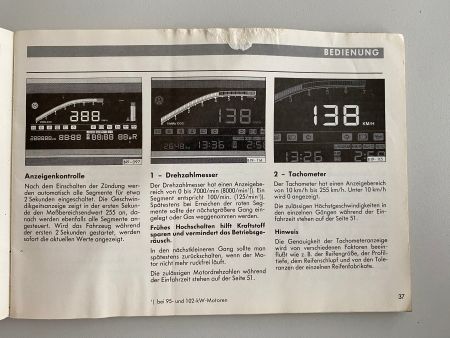 BEDIENUNG
888
138
138
KM/H
B19-097
Anzeigenkontrolle
Nach dem Einschalten der Zündung wer-
den automatisch alle Segmente für etwa
2 Sekunden eingeschaltet. Die Geschwin-
digkeitsanzeige zeigt in der ersten Sekun-
de den Meßbereichsendwert 255 an, da-
nach werden ebenfalls alle Segmente an-
gesteuert. Wird das Fahrzeug während
der ersten 2 Sekunden gestartet, werden
sofort die aktuellen Werte angezeigt.
1 – Drehzahlmesser
Der Drehzahlmesser hat einen Anzeigebe-
reich von 0 bis 7000/min (8000/min¹)). Ein
Segment entspricht 100/min. (125/min¹)).
Spätestens bei Erreichen der roten Seg-
mente sollte der nächstgrößere Gang ein-
gelegt oder Gas weggenommen werden.
Frühes Hochschalten hilft Kraftstoff
sparen und vermindert das Betriebsge-
räusch.
In den nächstkleineren Gang sollte man
spätestens zurückschalten, wenn der Mo-
tor nicht mehr ruckfrei läuft.
Die zulässigen Motordrehzahlen während
der Einfahrzeit stehen auf der Seite 51.
¹) bei 95- und 102-kW-Motoren
2 – Tachometer
Der Tachometer hat einen Anzeigebereich
von 10 km/h bis 255 km/h. Unter 10 km/h
wird 0 angezeigt.
Die zulässigen Höchstgeschwindigkeiten in
den einzelnen Gängen während der Ein-
fahrzeit stehen auf der Seite 51.
Hinweis
Die Genauigkeit der Tachometeranzeige
wird von verschiedenen Faktoren beein-
flußt wie z. B. der Reifengröße, der Profil-
tiefe, dem Reifenschlupf und von den Tole-
ranzen der einzelnen Reifenfabrikate.
37